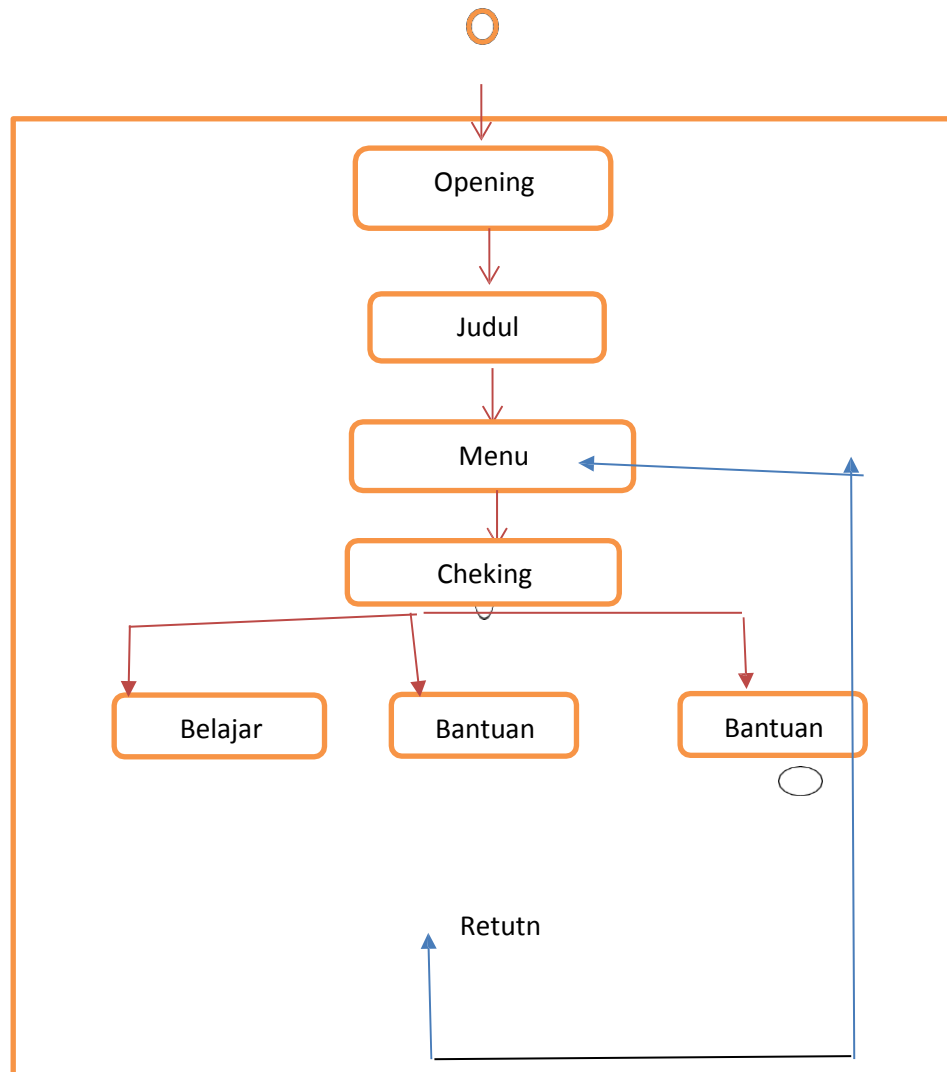 Opening
Judul
Menu
Cheking
Belajar
Bantuan
Bantuan
Retutn